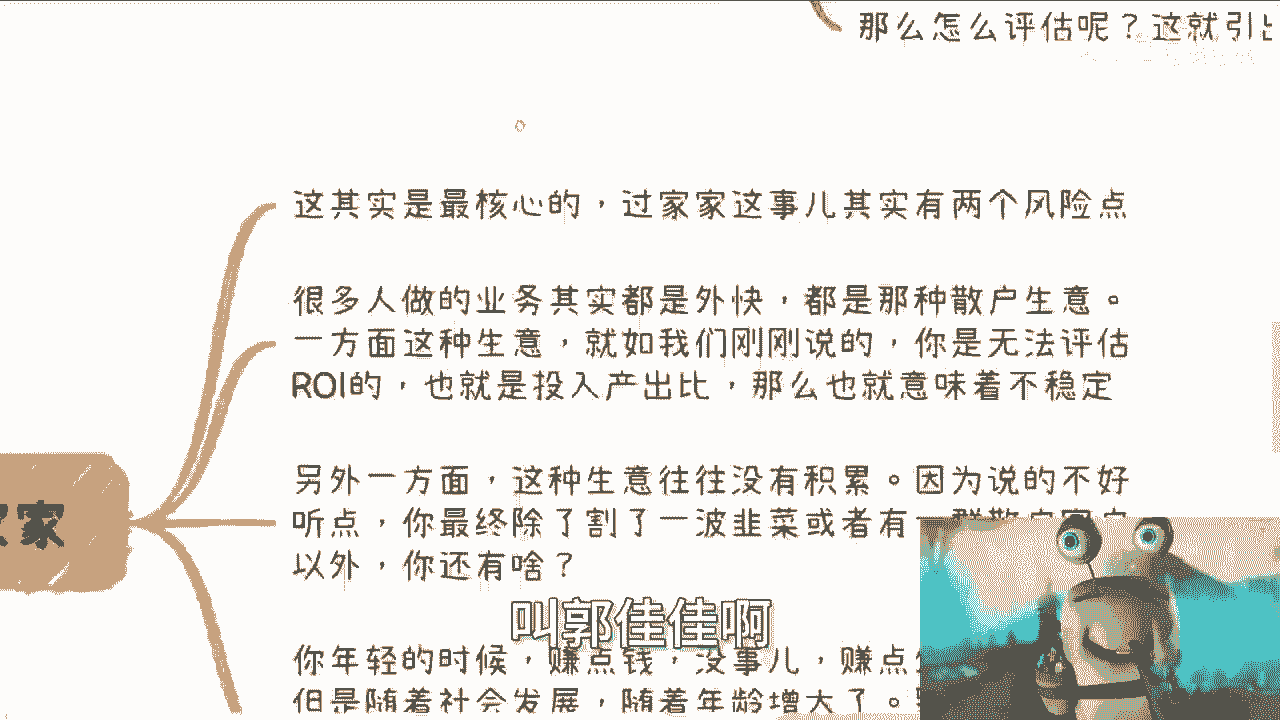 那么怎么评估呢？这就引出
这其实是最核心的，过家家这事儿其实有两个风险点
很多人做的业务其实都是外快，都是那种散户生意。
一方面这种生意，就如我们刚刚说的，你是无法评估
ROI的，也就是投入产出比，那么也就意味着不稳定
另外一方面，这种生意往往没有积累。因为说的不好
听点，你最终除了割了一波韭菜或者有一群散户客户
以外，你还有啥？
家
叫郭佳佳啊
你年轻的时候，赚点钱，没事儿，赚点
但是随着社会发展，随着年龄增大了。